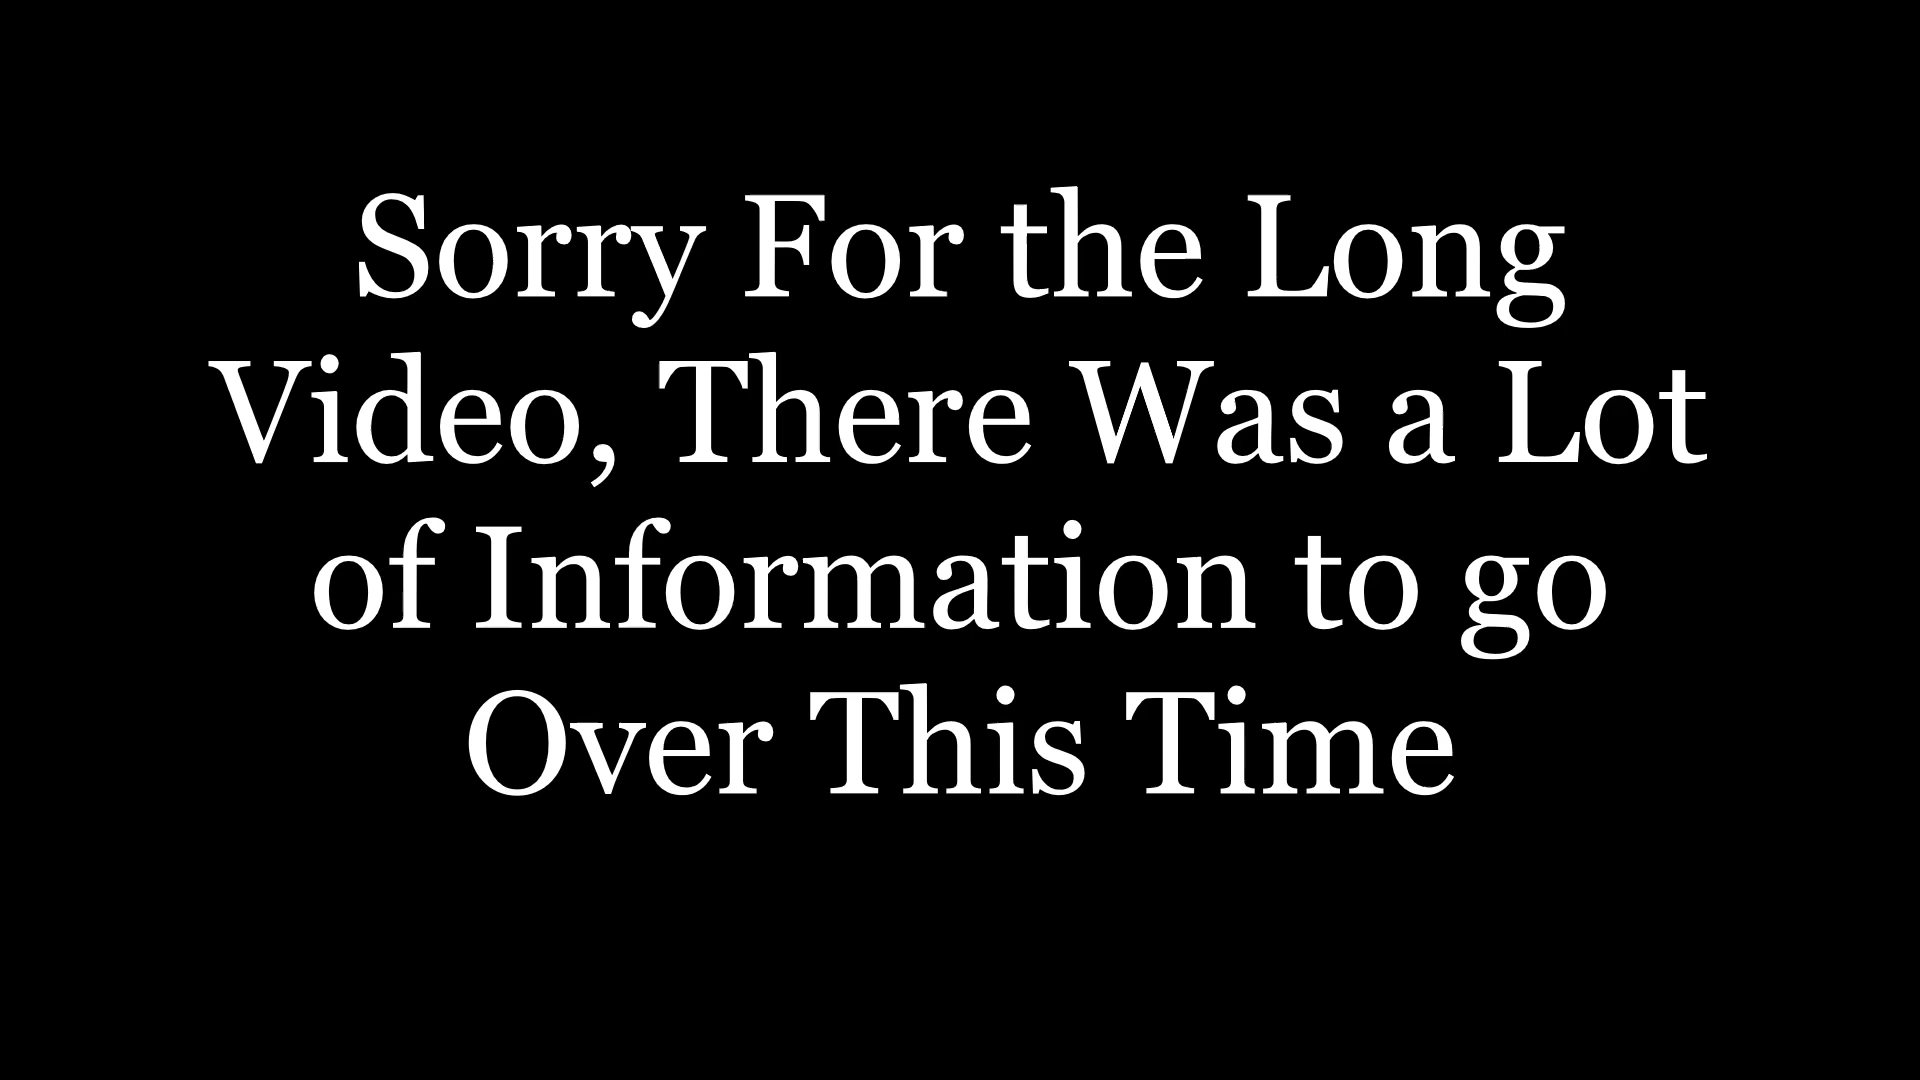 Sorry For the Long
Video, There Was a Lot
of Information to go
Over This Time